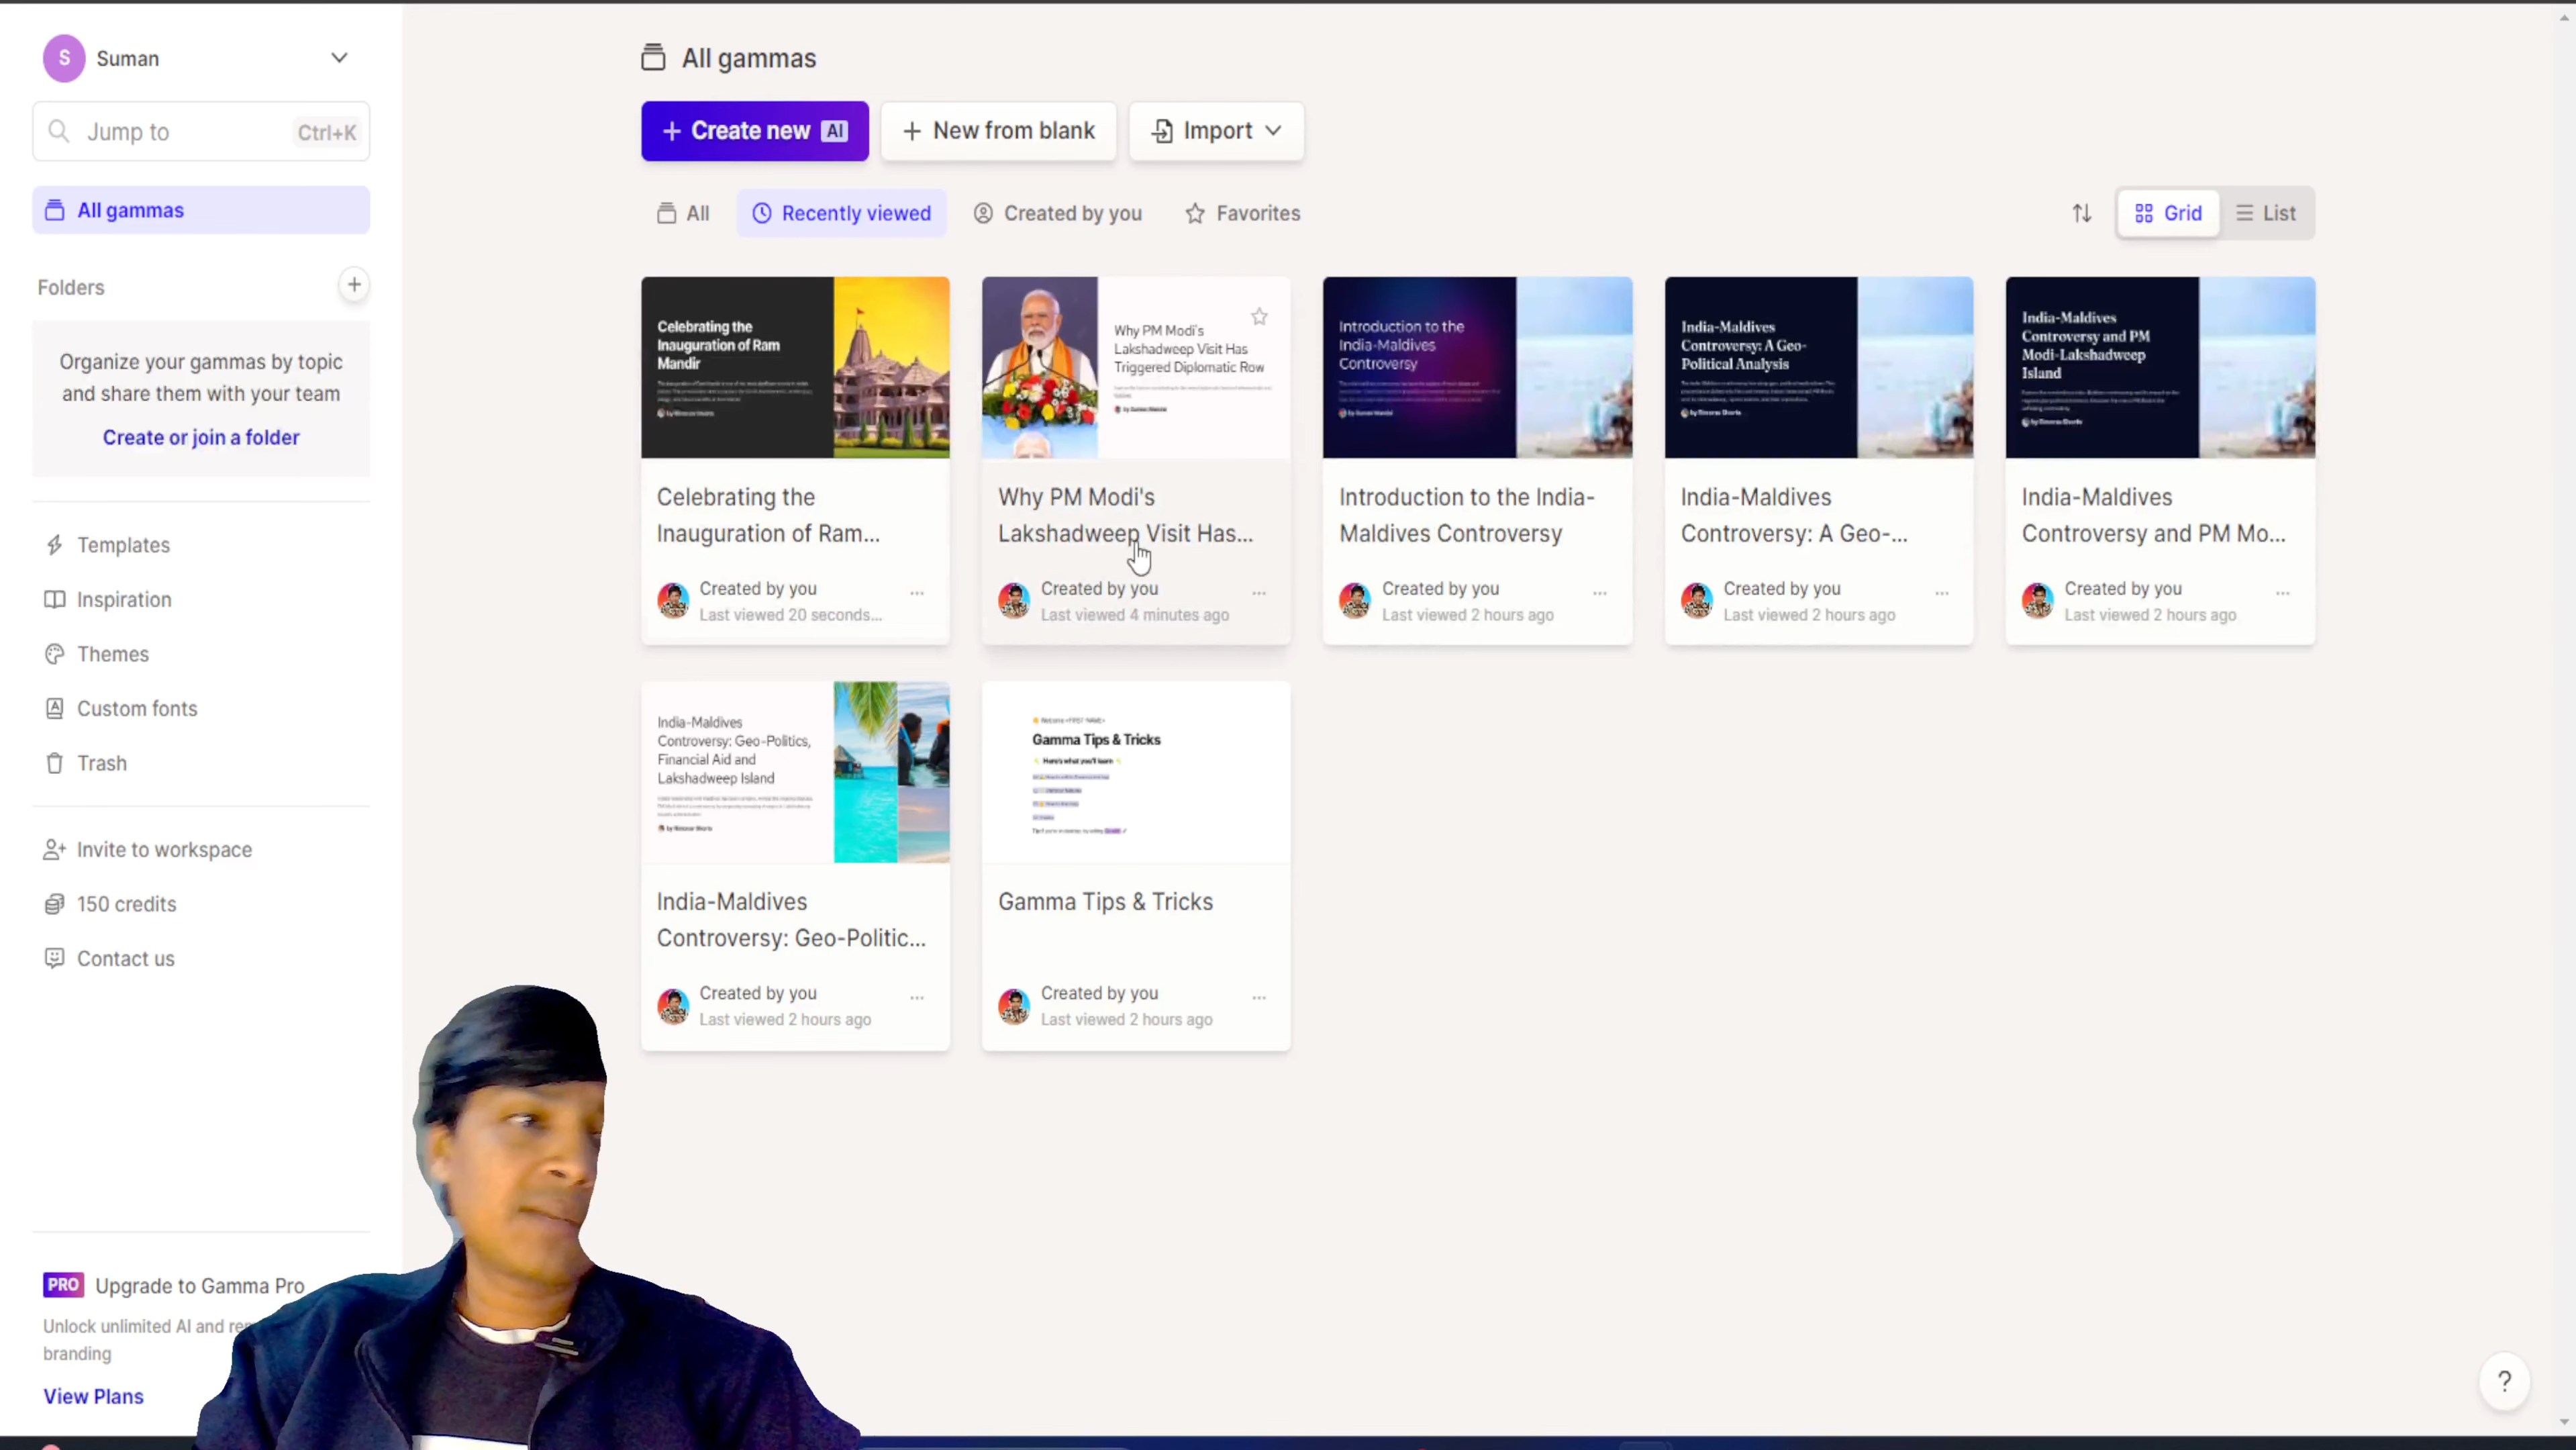 S Suman
Jump to Ctrl+K
All gammas
Folders
Organize your gammas by topic
and share them with your team
Create or join a folder
Templates
Inspiration
Themes
Custom fonts
Trash
Invite to workspace
150 credits
Contact us
PRO Upgrade to Gamma Pro
Unlock unlimited AI and
branding
View Plans
All gammas
+ Create new AI
+ New from blank
Import
All
Recently viewed
Created by you
Favorites
Grid
List
Celebrating the
Inauguration of Ram
Mandir
Celebrating the
Inauguration of Ram...
Created by you
Last viewed 20 seconds...
Why PM Modi's
Lakshadweep Visit Has
Triggered Diplomatic Row
Why PM Modi's
Lakshadweep Visit Has...
Created by you
Last viewed 4 minutes ago
Introduction to the
India-Maldives
Controversy
Introduction to the India-
Maldives Controversy
Created by you
Last viewed 2 hours ago
India-Maldives
Controversy: A Geo-
Political Analysis
India-Maldives
Controversy: A Geo-...
Created by you
Last viewed 2 hours ago
India-Maldives
Controversy and PM
Modi-Lakshadweep
Island
India-Maldives
Controversy and PM Mo...
Created by you
Last viewed 2 hours ago
India-Maldives
Controversy: Geo-Politics,
Financial Aid and
Lakshadweep Island
India-Maldives
Controversy: Geo-Politic...
Created by you
Last viewed 2 hours ago
Gamma Tips & Tricks
Here's what you'll learn
Gamma Tips & Tricks
Created by you
Last viewed 2 hours ago
?